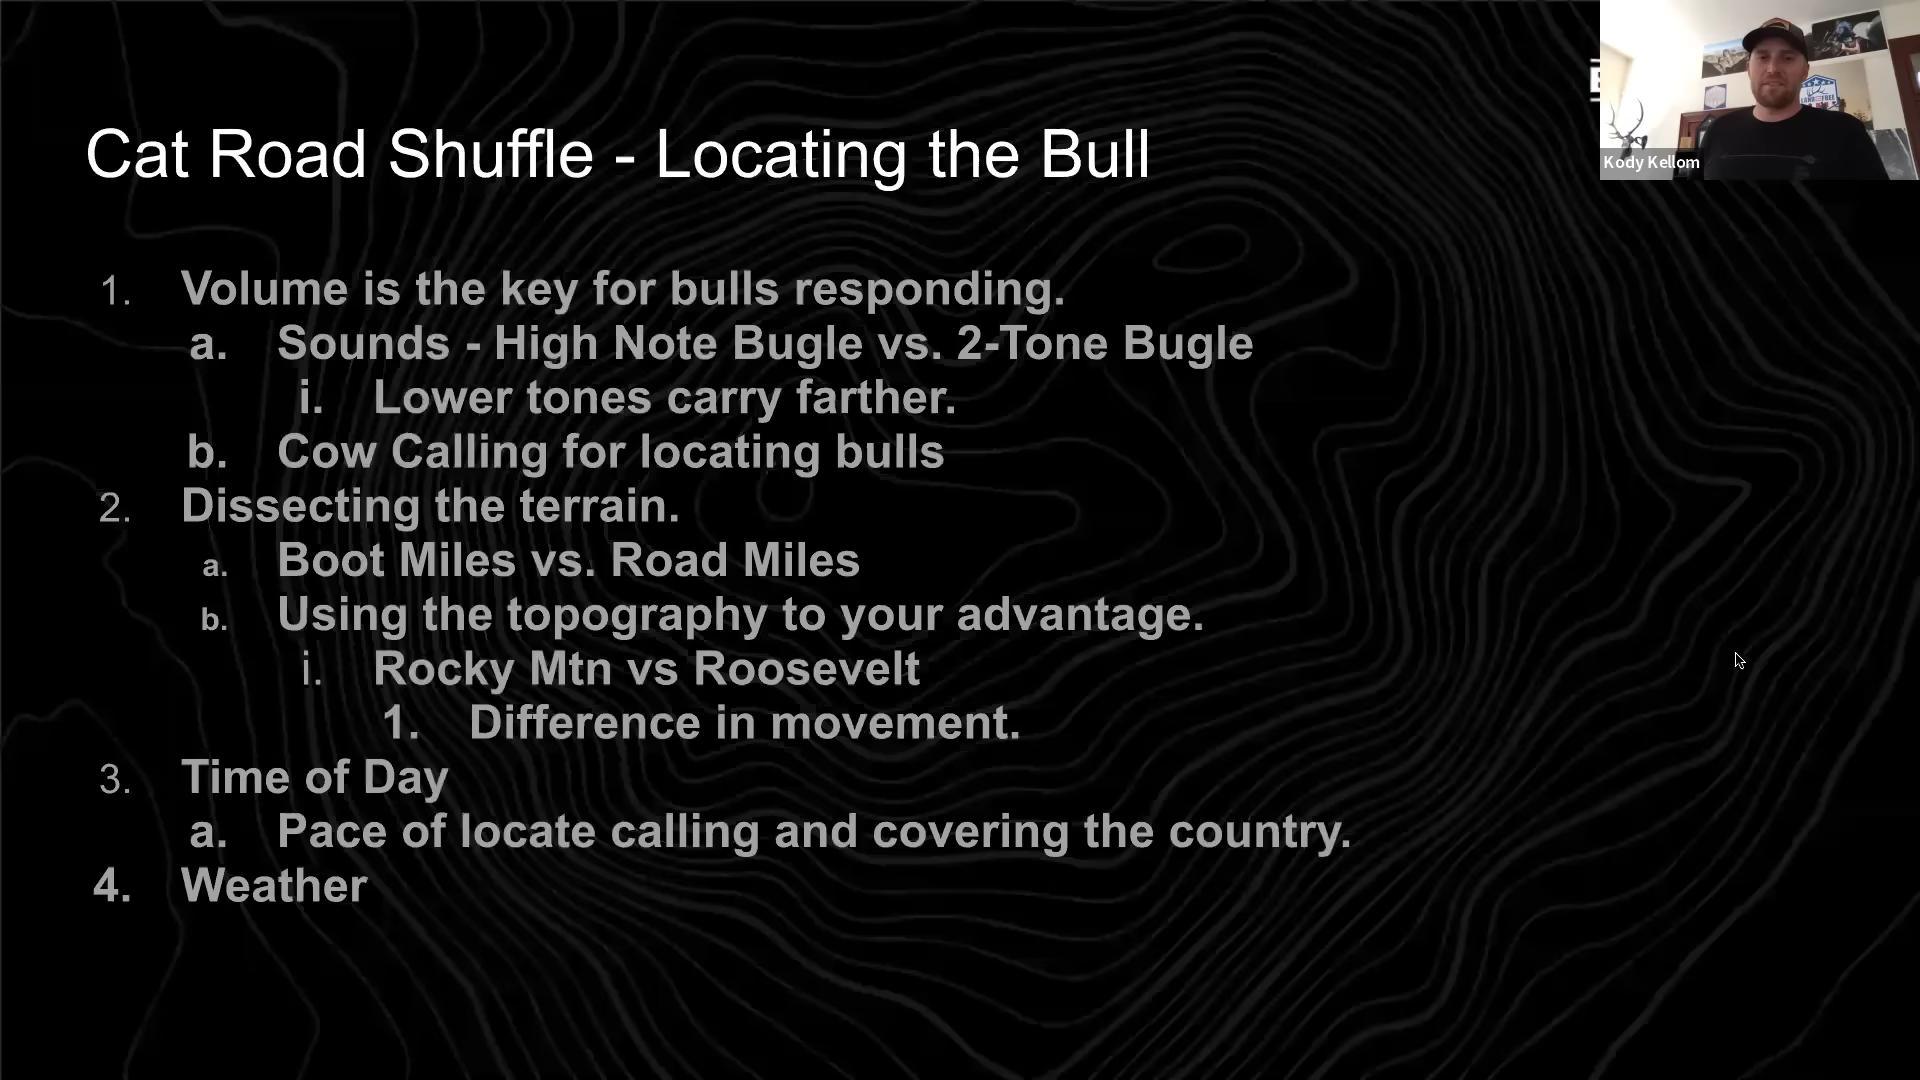 Cat Road Shuffle - Locating the Bull
1. Volume is the key for bulls responding.
a. Sounds - High Note Bugle vs. 2-Tone Bugle
i. Lower tones carry farther.
b. Cow Calling for locating bulls
2. Dissecting the terrain.
a. Boot Miles vs. Road Miles
b. Using the topography to your advantage.
i. Rocky Mtn vs Roosevelt
1. Difference in movement.
3. Time of Day
a. Pace of locate calling and covering the country.
4. Weather
Kody Kellom